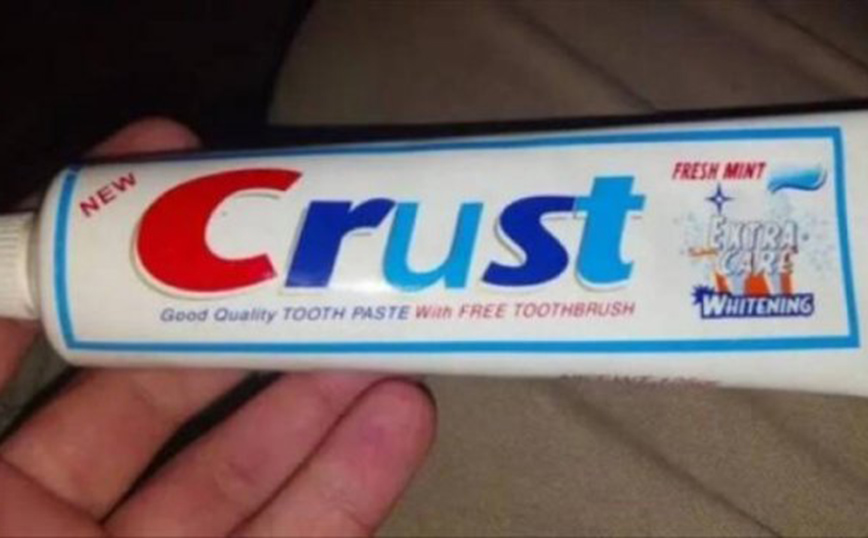 NEW
Crust
Good Quality TOOTH PASTE With FREE TOOTHBRUSH
FRESH MINT
EXTRA
CARE
WHITENING